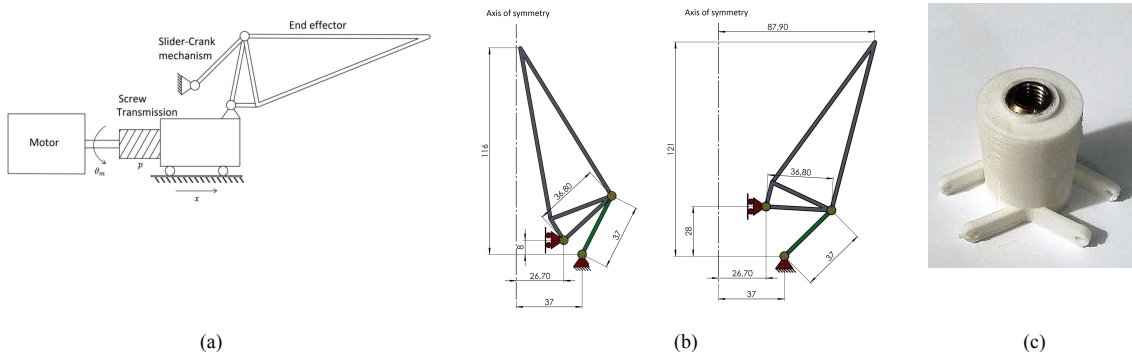 Slider-Crank
mechanism
End effector
Screw
Transmission
Motor
θm
p
x
(a)
Axis of symmetry
116
36,80
37
8
26,70
37
Axis of symmetry
87,90
121
36,80
28
37
26,70
37
(b)
(c)